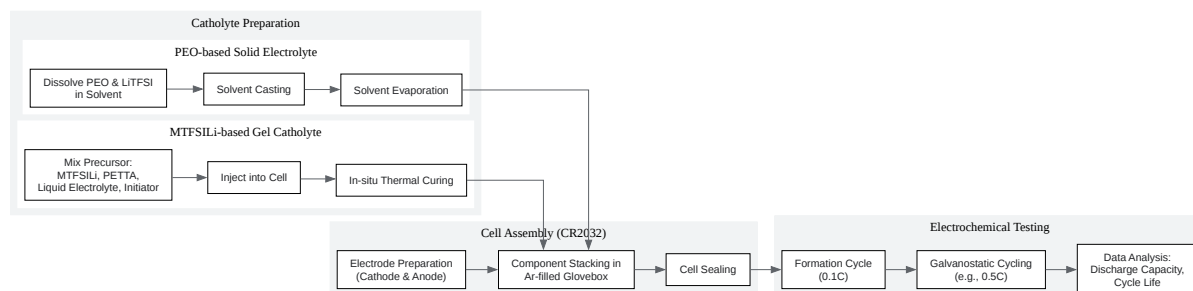 Catholyte Preparation
PEO-based Solid Electrolyte
Dissolve PEO & LiTFSI
in Solvent
Solvent Casting
Solvent Evaporation
MTFSILi-based Gel Catholyte
Mix Precursor:
MTFSILi, PETTA,
Liquid Electrolyte, Initiator
Inject into Cell
In-situ Thermal Curing
Cell Assembly (CR2032)
Electrode Preparation
(Cathode & Anode)
Component Stacking in
Ar-filled Glovebox
Cell Sealing
Electrochemical Testing
Formation Cycle
(0.1C)
Galvanostatic Cycling
(e.g., 0.5C)
Data Analysis:
Discharge Capacity,
Cycle Life